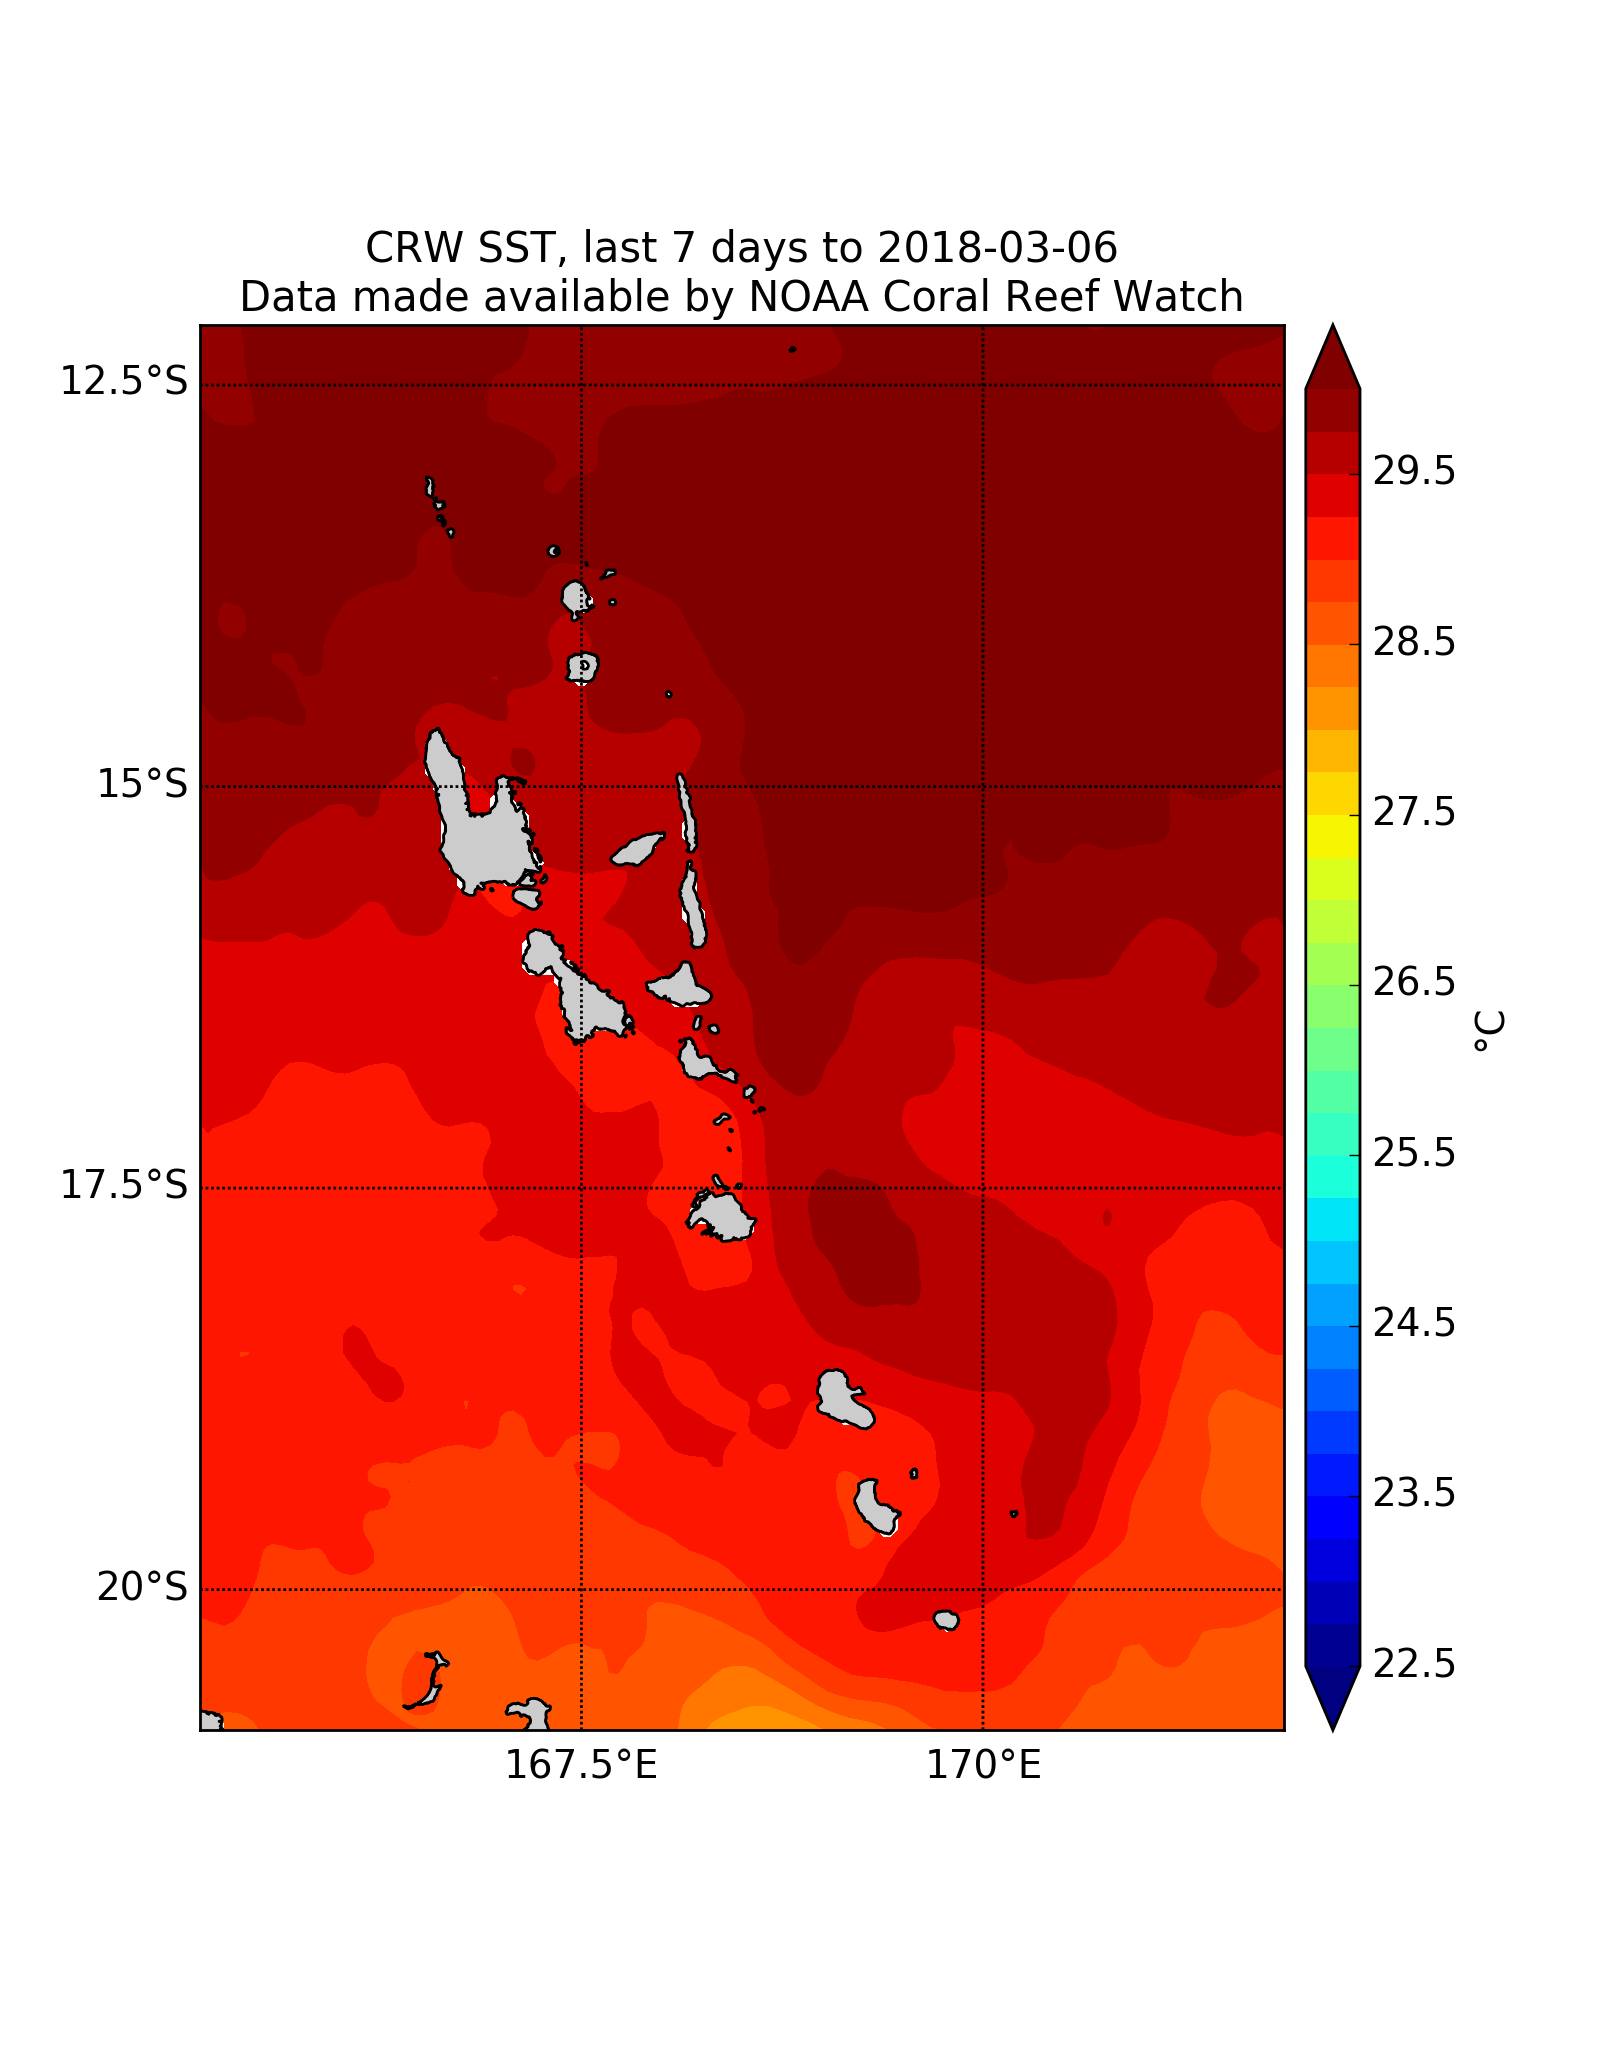 CRW SST, last 7 days to 2018-03-06
Data made available by NOAA Coral Reef Watch
12.5°S
15°S
17.5°S
20°S
167.5°E
170°E
29.5
28.5
27.5
26.5
25.5
24.5
23.5
22.5
°C